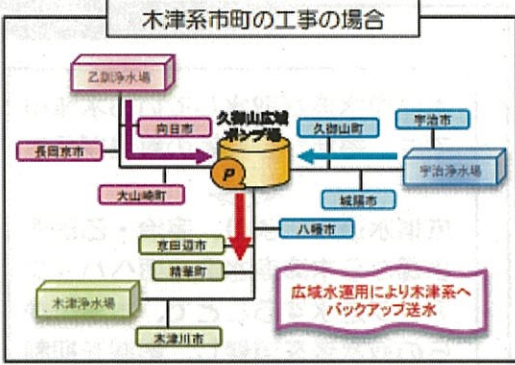 木津系市町の工事の場合
乙訓浄水場
向日市
長岡京市
大山崎町
久御山広域
ポンプ場
P
久御山町
宇治市
宇治浄水場
城陽市
八幡市
京田辺市
精華町
木津浄水場
木津川市
広域水運用により木津系へ
バックアップ送水